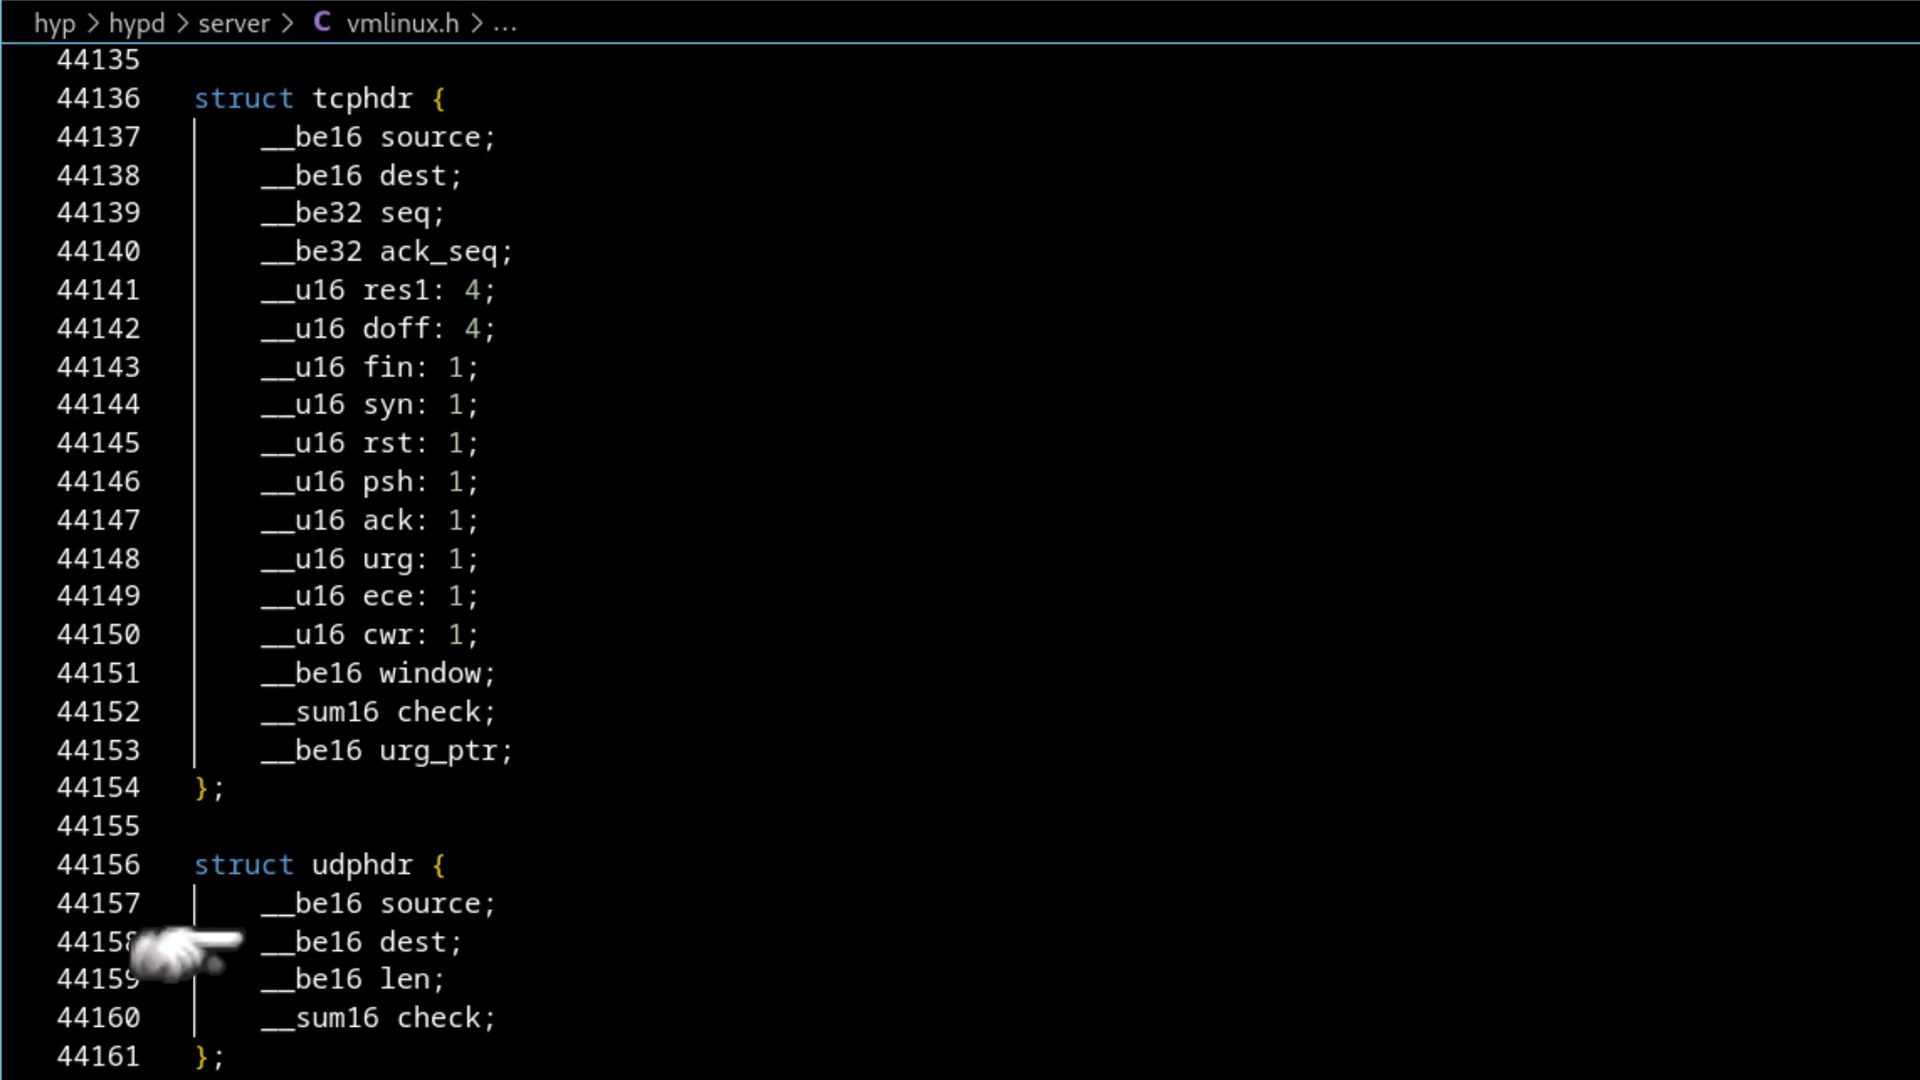 hyp > hypd > server > C vmlinux.h > ...
44135
44136 struct tcphdr {
44137 __be16 source;
44138 __be16 dest;
44139 __be32 seq;
44140 __be32 ack_seq;
44141 __u16 res1: 4;
44142 __u16 doff: 4;
44143 __u16 fin: 1;
44144 __u16 syn: 1;
44145 __u16 rst: 1;
44146 __u16 psh: 1;
44147 __u16 ack: 1;
44148 __u16 urg: 1;
44149 __u16 ece: 1;
44150 __u16 cwr: 1;
44151 __be16 window;
44152 __sum16 check;
44153 __be16 urg_ptr;
44154 };
44155
44156 struct udphdr {
44157 __be16 source;
44158 __be16 dest;
44159 __be16 len;
44160 __sum16 check;
44161 };